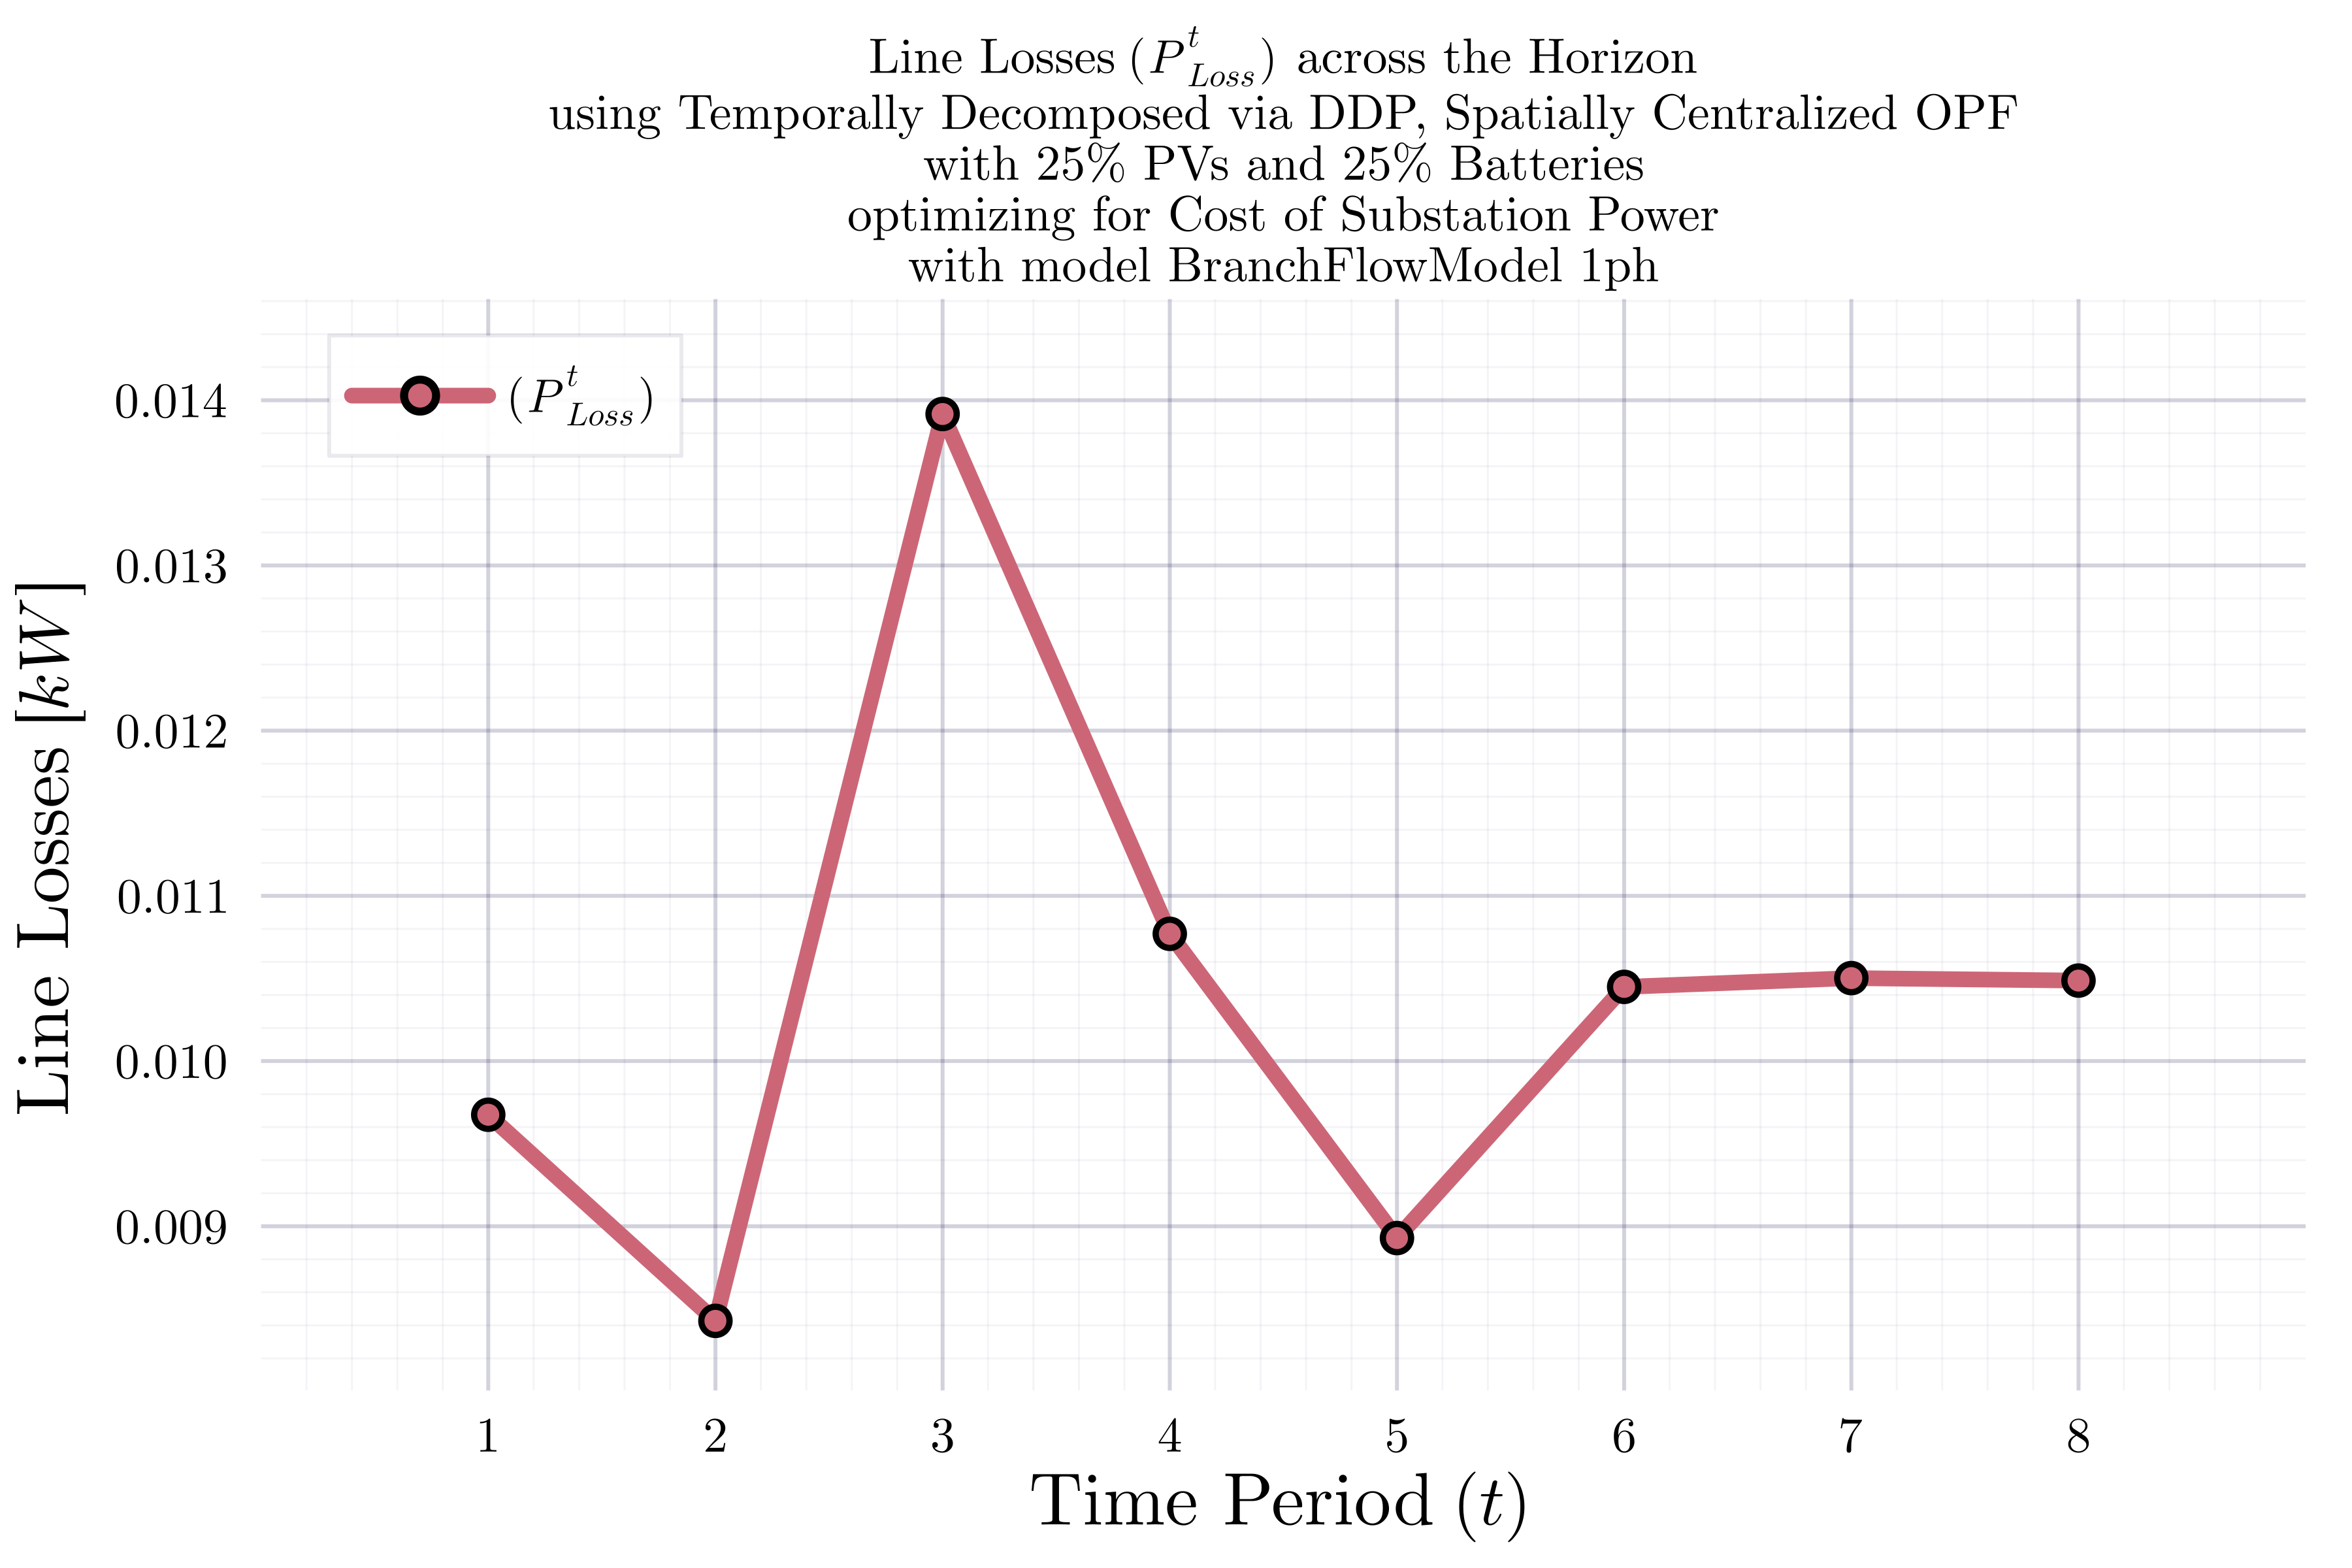 Line Losses (P^t_Loss) across the Horizon
using Temporally Decomposed via DDP, Spatially Centralized OPF
with 25% PVs and 25% Batteries
optimizing for Cost of Substation Power
with model BranchFlowModel 1ph
(P^t_Loss)
0.014
0.013
0.012
0.011
0.010
0.009
Line Losses [kW]
1 2 3 4 5 6 7 8
Time Period (t)